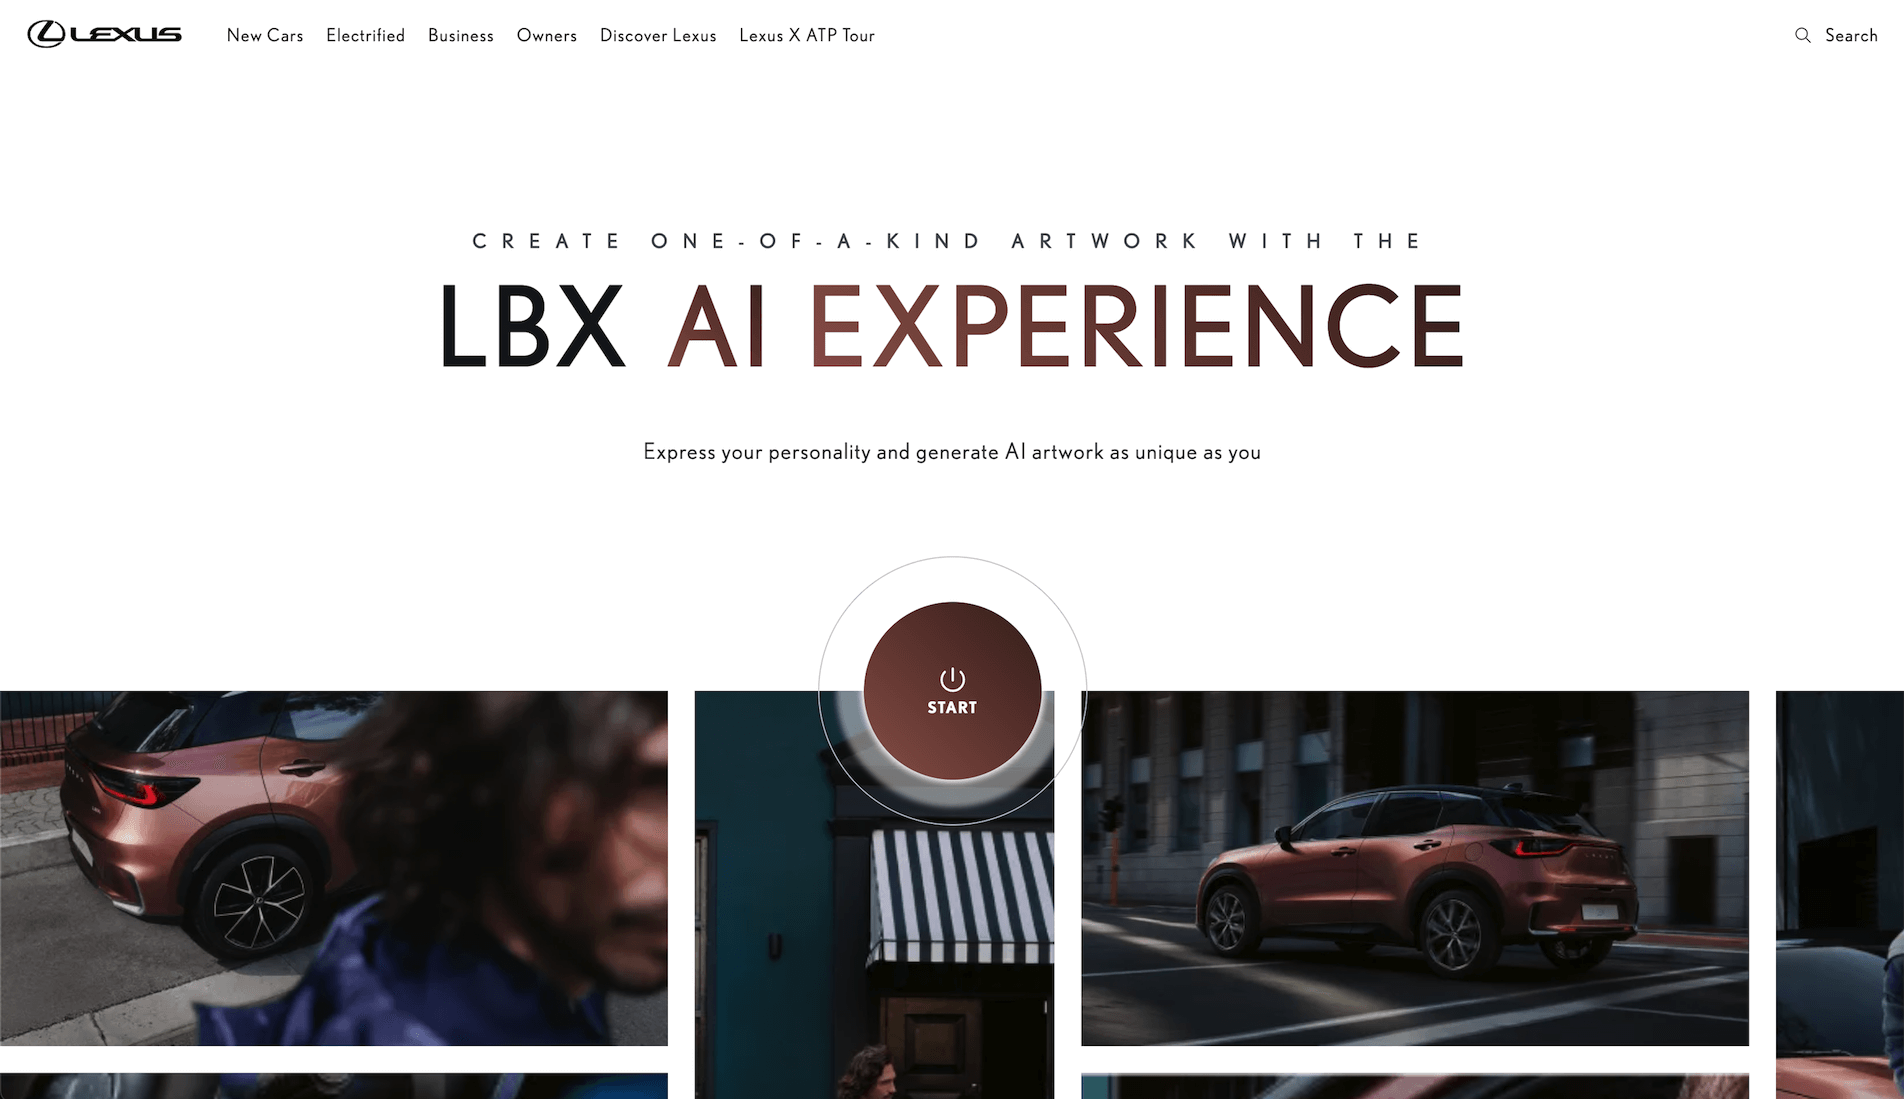 LEXUS
New Cars Electrified Business Owners Discover Lexus Lexus X ATP Tour Search
CREATE ONE-OF-A-KIND ARTWORK WITH THE
LBX AI EXPERIENCE
Express your personality and generate AI artwork as unique as you
START